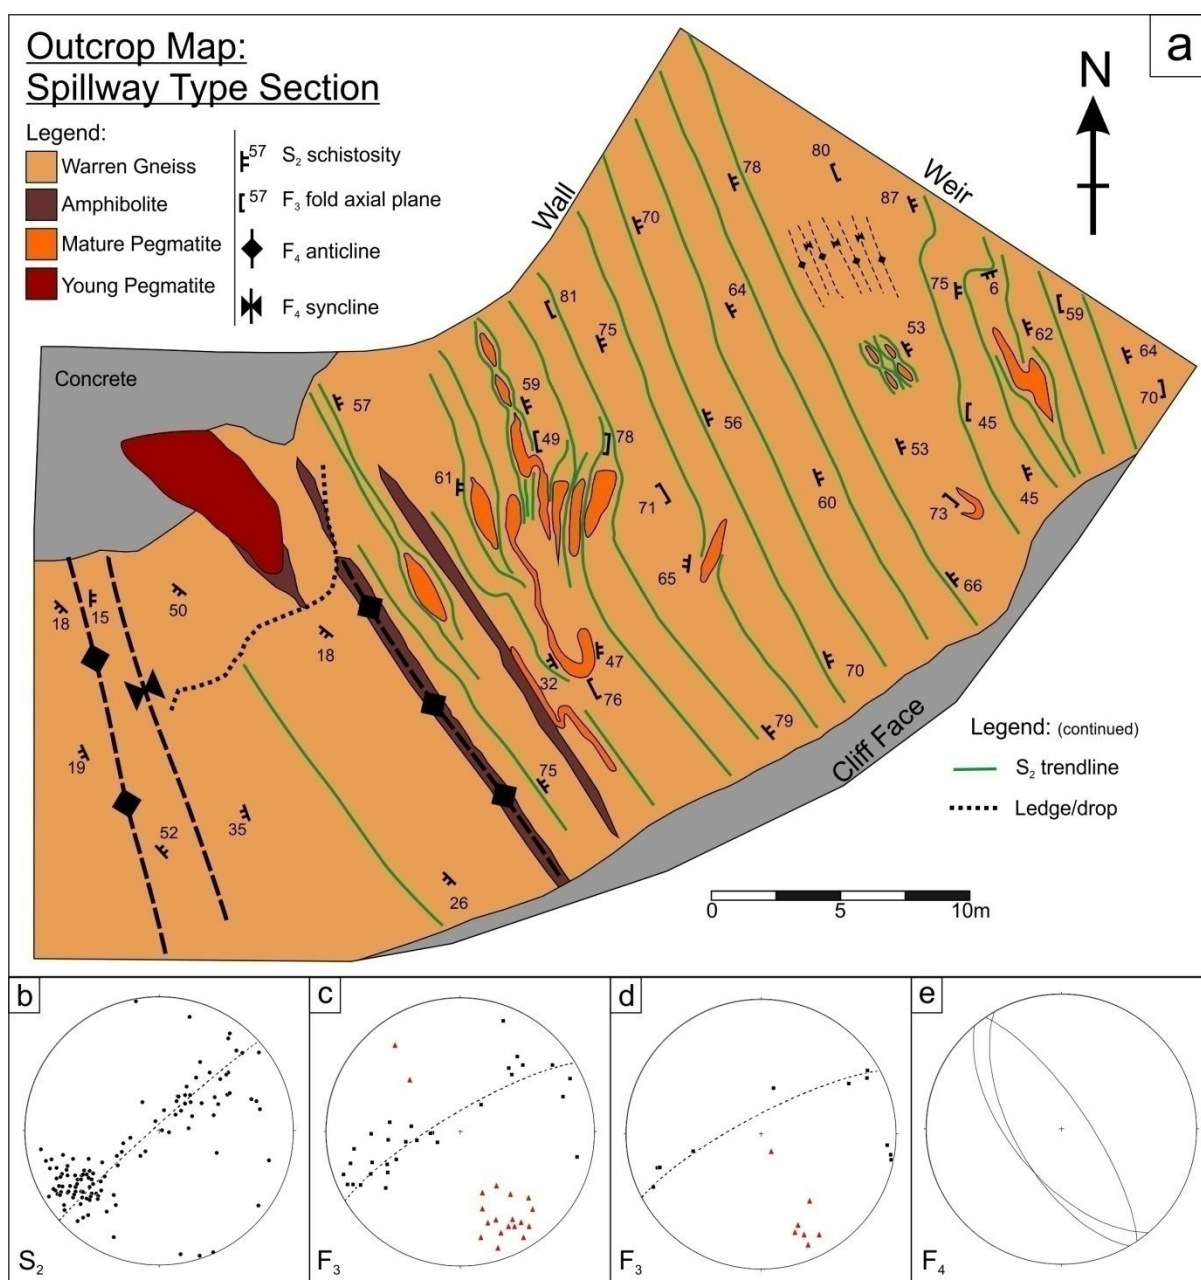 Outcrop Map:
Spillway Type Section
a
N
Legend:
Warren Gneiss
Amphibolite
Mature Pegmatite
Young Pegmatite
57 S2 schistosity
57 F3 fold axial plane
F4 anticline
F4 syncline
Wall
Weir
Concrete
80
78
87
70
75
6
59
81
64
62
75
53
64
59
70
57
49
78
56
45
53
61
71
60
45
73
65
66
15
50
18
18
47
32
70
76
79
19
75
35
52
26
Cliff Face
Legend: (continued)
S2 trendline
Ledge/drop
0 5 10m
b
S2
c
F3
d
F3
e
F4